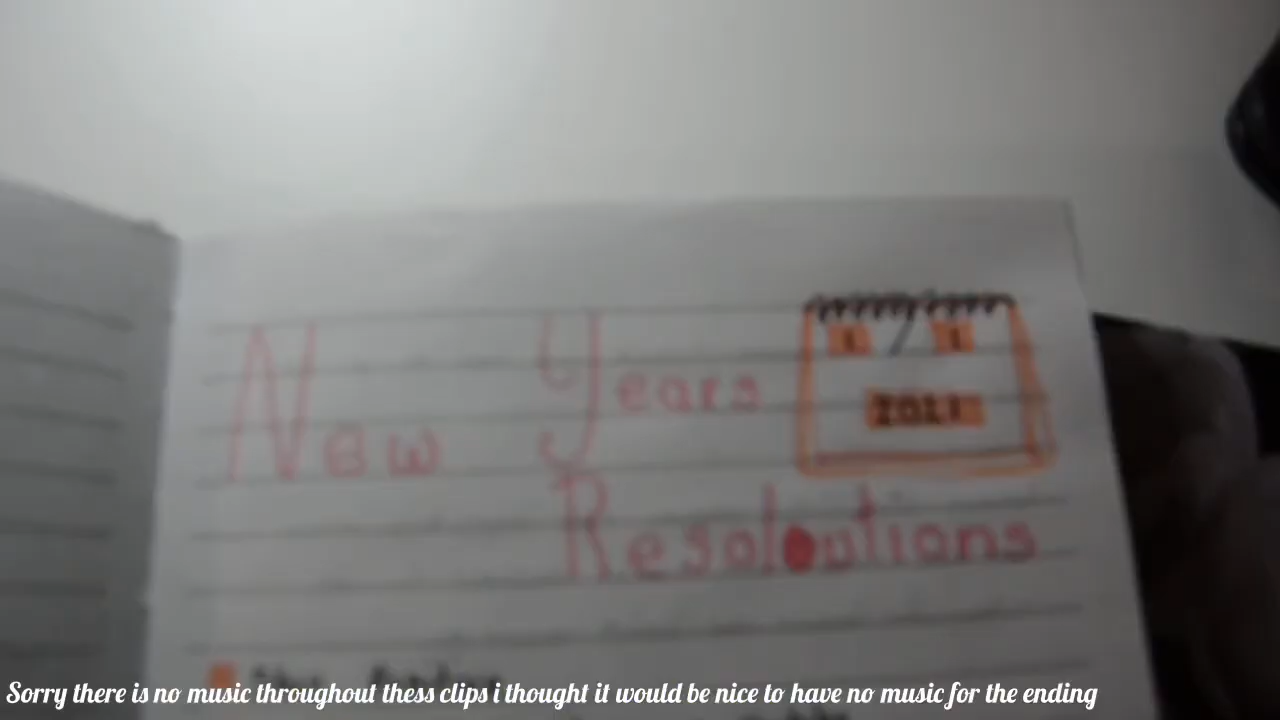 New Years
1 / 1
2021
Resolutions
Sorry there is no music throughout thess clips i thought it would be nice to have no music for the ending